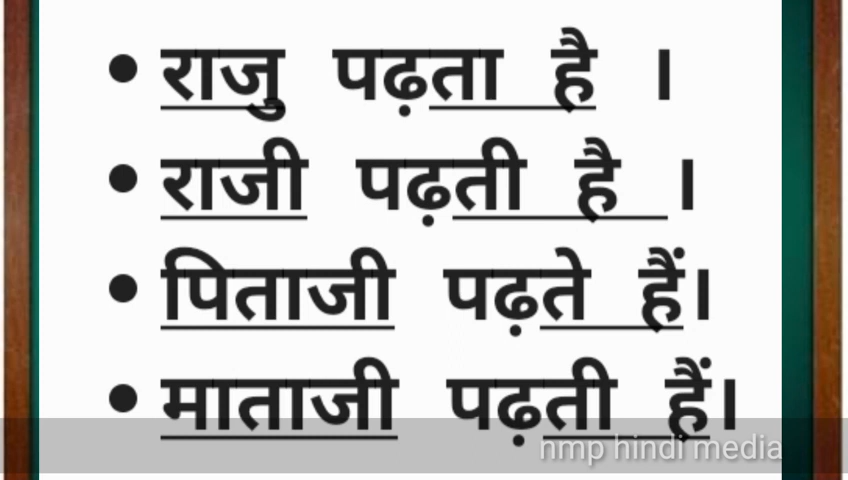 • राजु पढ़ता है ।
• राजी पढ़ती है ।
• पिताजी पढ़ते हैं।
• माताजी पढ़ती हैं।
nmp hindi media